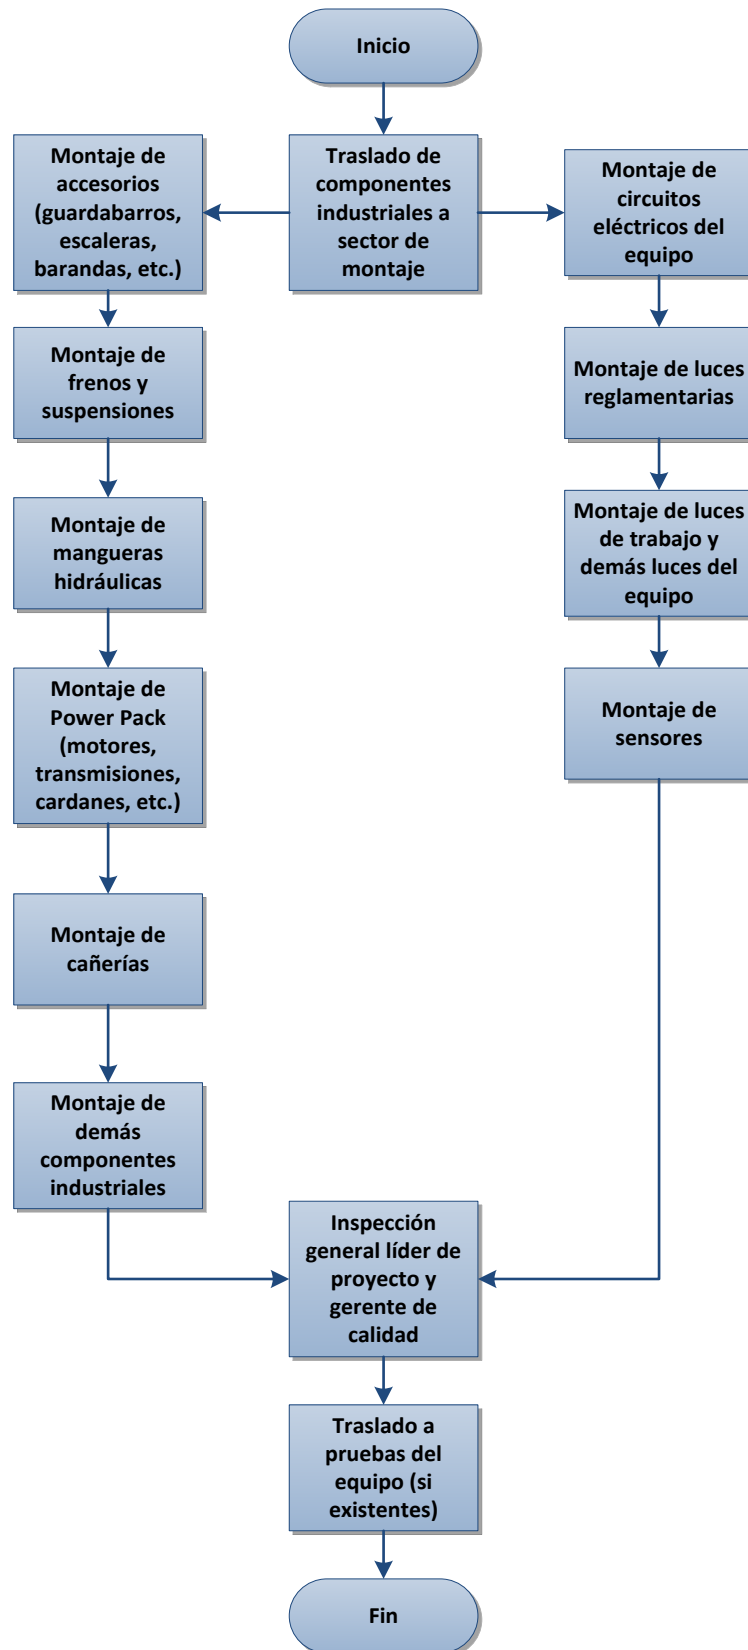 Inicio
Traslado de
componentes
industriales a
sector de
montaje
Montaje de
accesorios
(guardabarros,
escaleras,
barandas, etc.)
Montaje de
frenos y
suspensiones
Montaje de
mangueras
hidráulicas
Montaje de
Power Pack
(motores,
transmisiones,
cardanes, etc.)
Montaje de
cañerías
Montaje de
demás
componentes
industriales
Montaje de
circuitos
eléctricos del
equipo
Montaje de luces
reglamentarias
Montaje de luces
de trabajo y
demás luces del
equipo
Montaje de
sensores
Inspección
general líder de
proyecto y
gerente de
calidad
Traslado a
pruebas del
equipo (si
existentes)
Fin